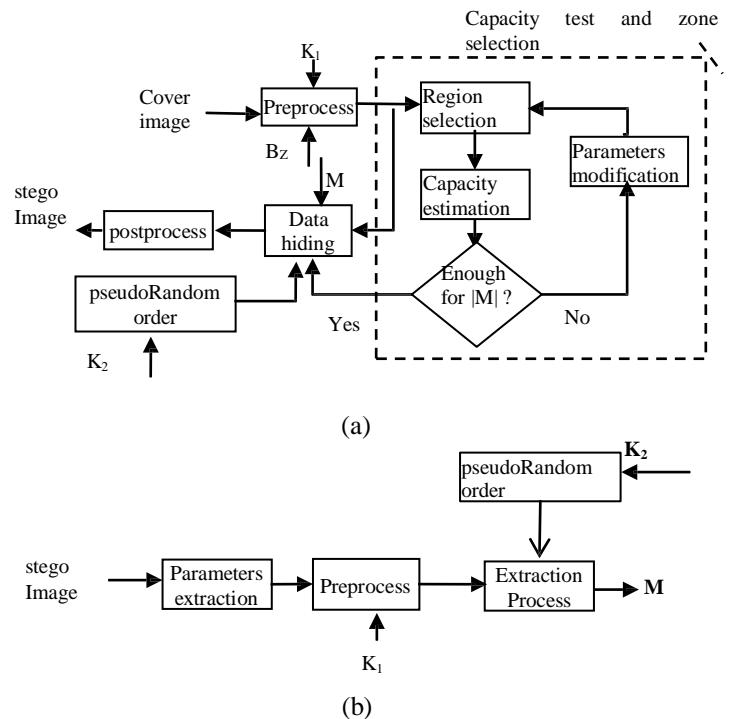 Capacity test and zone
selection
K₁
Cover
image
Preprocess
Region
selection
B_Z
Parameters
modification
M
stego
Image
Capacity
estimation
postprocess
Data
hiding
Enough
for |M| ?
pseudoRandom
order
Yes
No
K₂
(a)
K₂
pseudoRandom
order
stego
Image
Parameters
extraction
Preprocess
Extraction
Process
M
K₁
(b)